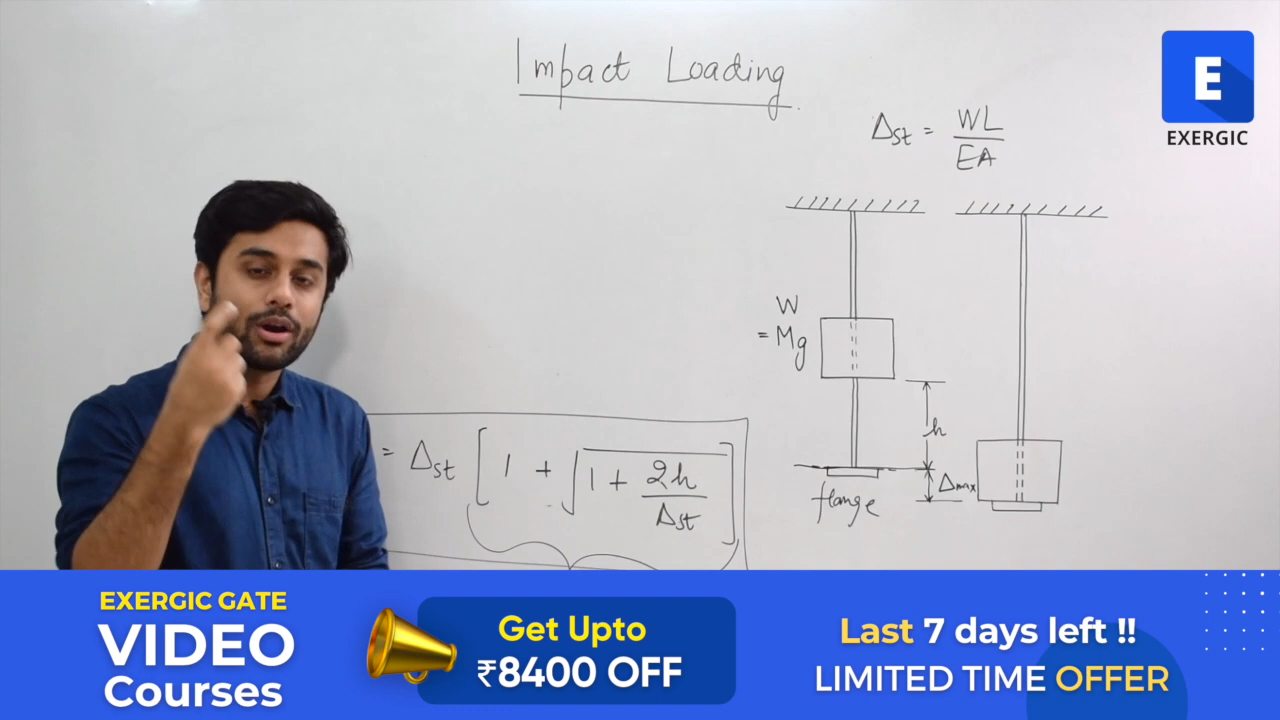 Impact Loading
E
EXERGIC
Δst = WL/EA
W
= Mg
h
Δmax
flange
= Δst [1 + √(1 + 2h/Δst)]
EXERGIC GATE
VIDEO
Courses
Get Upto
₹8400 OFF
Last 7 days left !!
LIMITED TIME OFFER